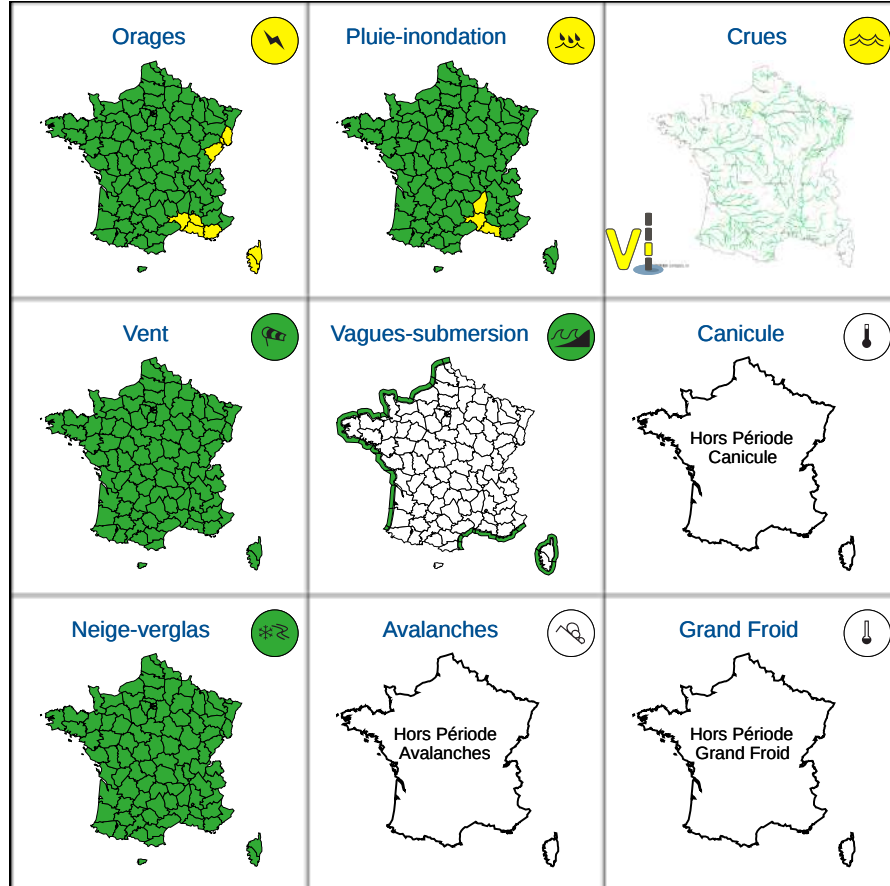 Orages
Pluie-inondation
Crues
Vi
Vent
Vagues-submersion
Canicule
Hors Période
Canicule
Neige-verglas
Avalanches
Hors Période
Avalanches
Grand Froid
Hors Période
Grand Froid